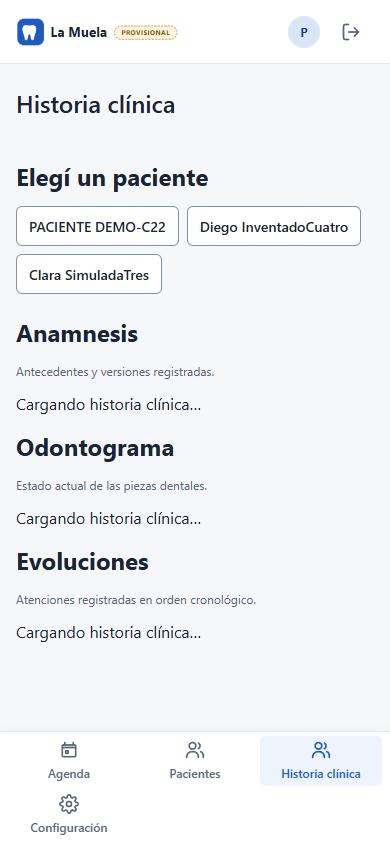 La Muela PROVISIONAL P
Historia clínica
Elegí un paciente
PACIENTE DEMO-C22 Diego InventadoCuatro
Clara SimuladaTres
Anamnesis
Antecedentes y versiones registradas.
Cargando historia clínica...
Odontograma
Estado actual de las piezas dentales.
Cargando historia clínica...
Evoluciones
Atenciones registradas en orden cronológico.
Cargando historia clínica...
Agenda Pacientes Historia clínica
Configuración